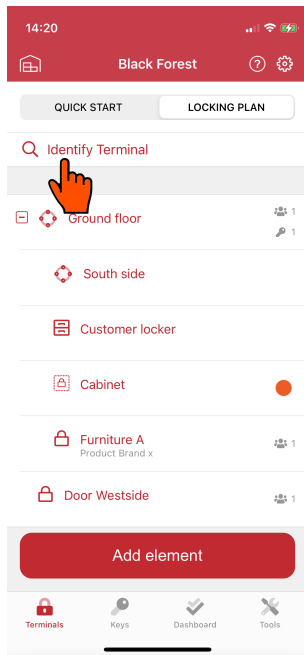 14:20
Black Forest
QUICK START
LOCKING PLAN
Identify Terminal
Ground floor
1
1
South side
Customer locker
Cabinet
Furniture A
1
Product Brand x
Door Westside
1
Add element
Terminals
Keys
Dashboard
Tools